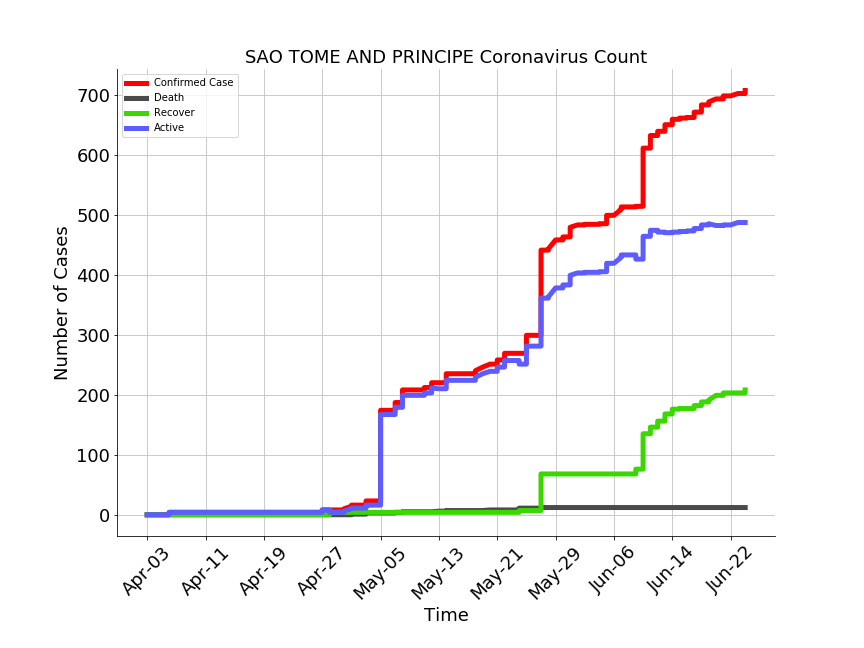 SAO TOME AND PRINCIPE Coronavirus Count
Confirmed Case
Death
Recover
Active
Number of Cases
700
600
500
400
300
200
100
0
Apr-03
Apr-11
Apr-19
Apr-27
May-05
May-13
May-21
May-29
Jun-06
Jun-14
Jun-22
Time